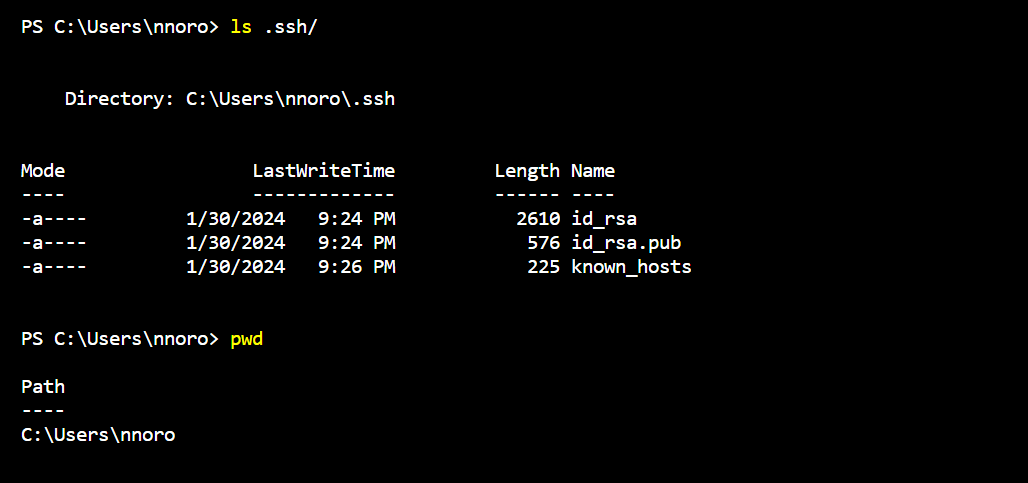 PS C:\Users\nnoro> ls .ssh/
Directory: C:\Users\nnoro\.ssh
Mode LastWriteTime Length Name
---- ------------- ------ ----
-a---- 1/30/2024 9:24 PM 2610 id_rsa
-a---- 1/30/2024 9:24 PM 576 id_rsa.pub
-a---- 1/30/2024 9:26 PM 225 known_hosts
PS C:\Users\nnoro> pwd
Path
----
C:\Users\nnoro